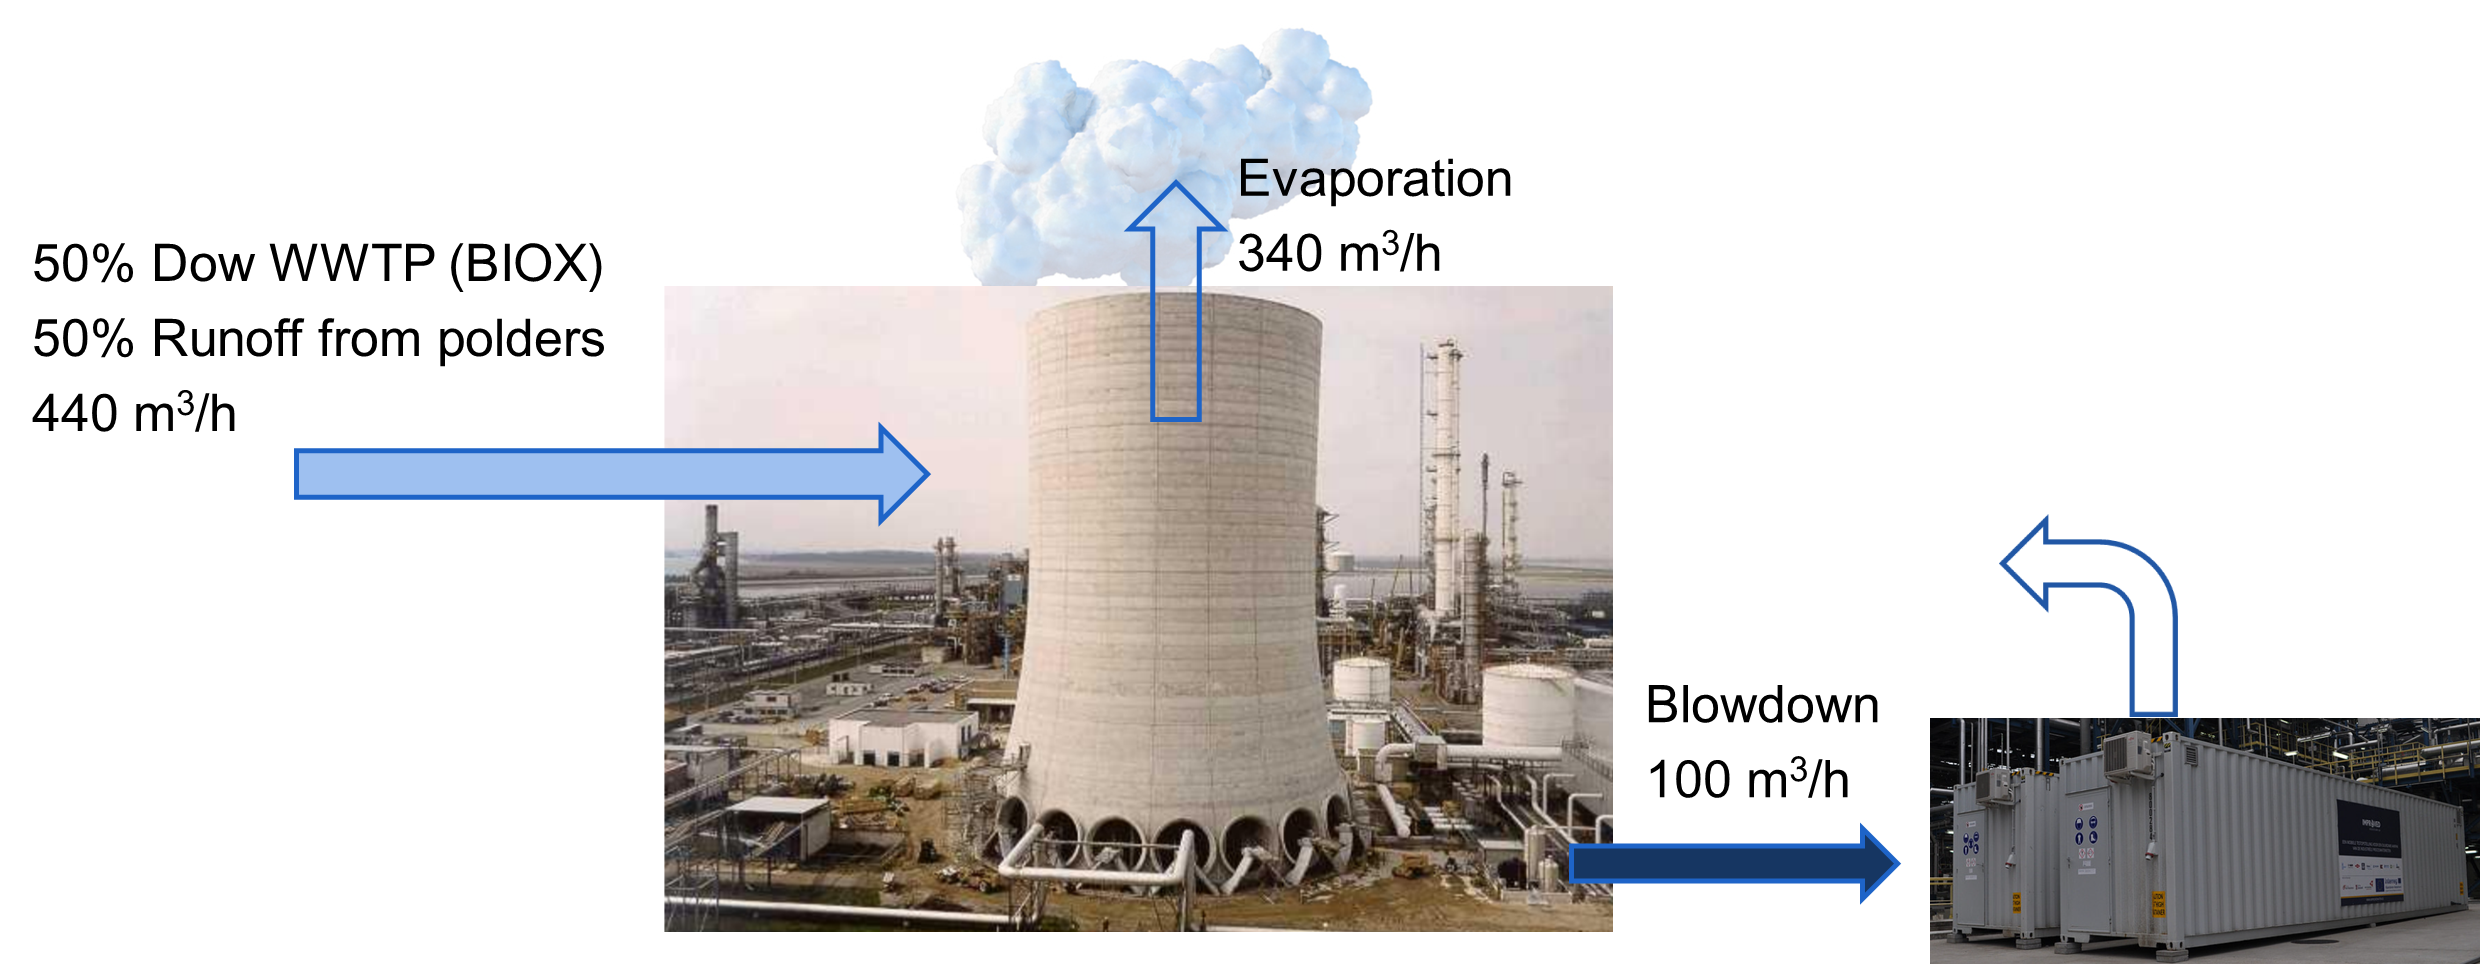 50% Dow WWTP (BIOX)
50% Runoff from polders
440 m³/h
Evaporation
340 m³/h
Blowdown
100 m³/h